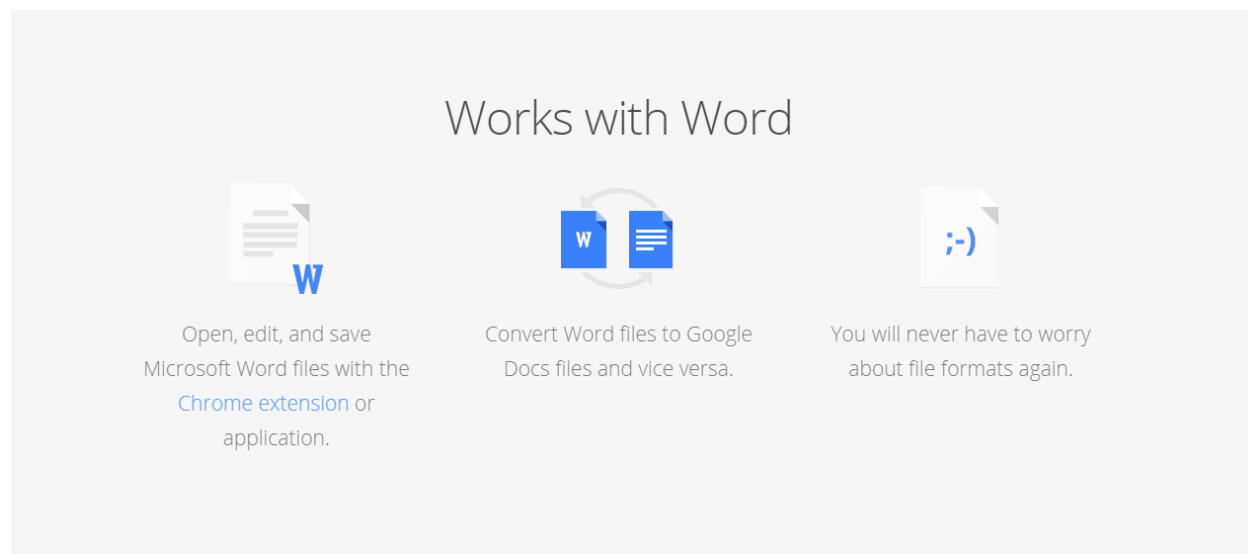 Works with Word
W
W
;-)
Open, edit, and save
Microsoft Word files with the
Chrome extension or
application.
Convert Word files to Google
Docs files and vice versa.
You will never have to worry
about file formats again.